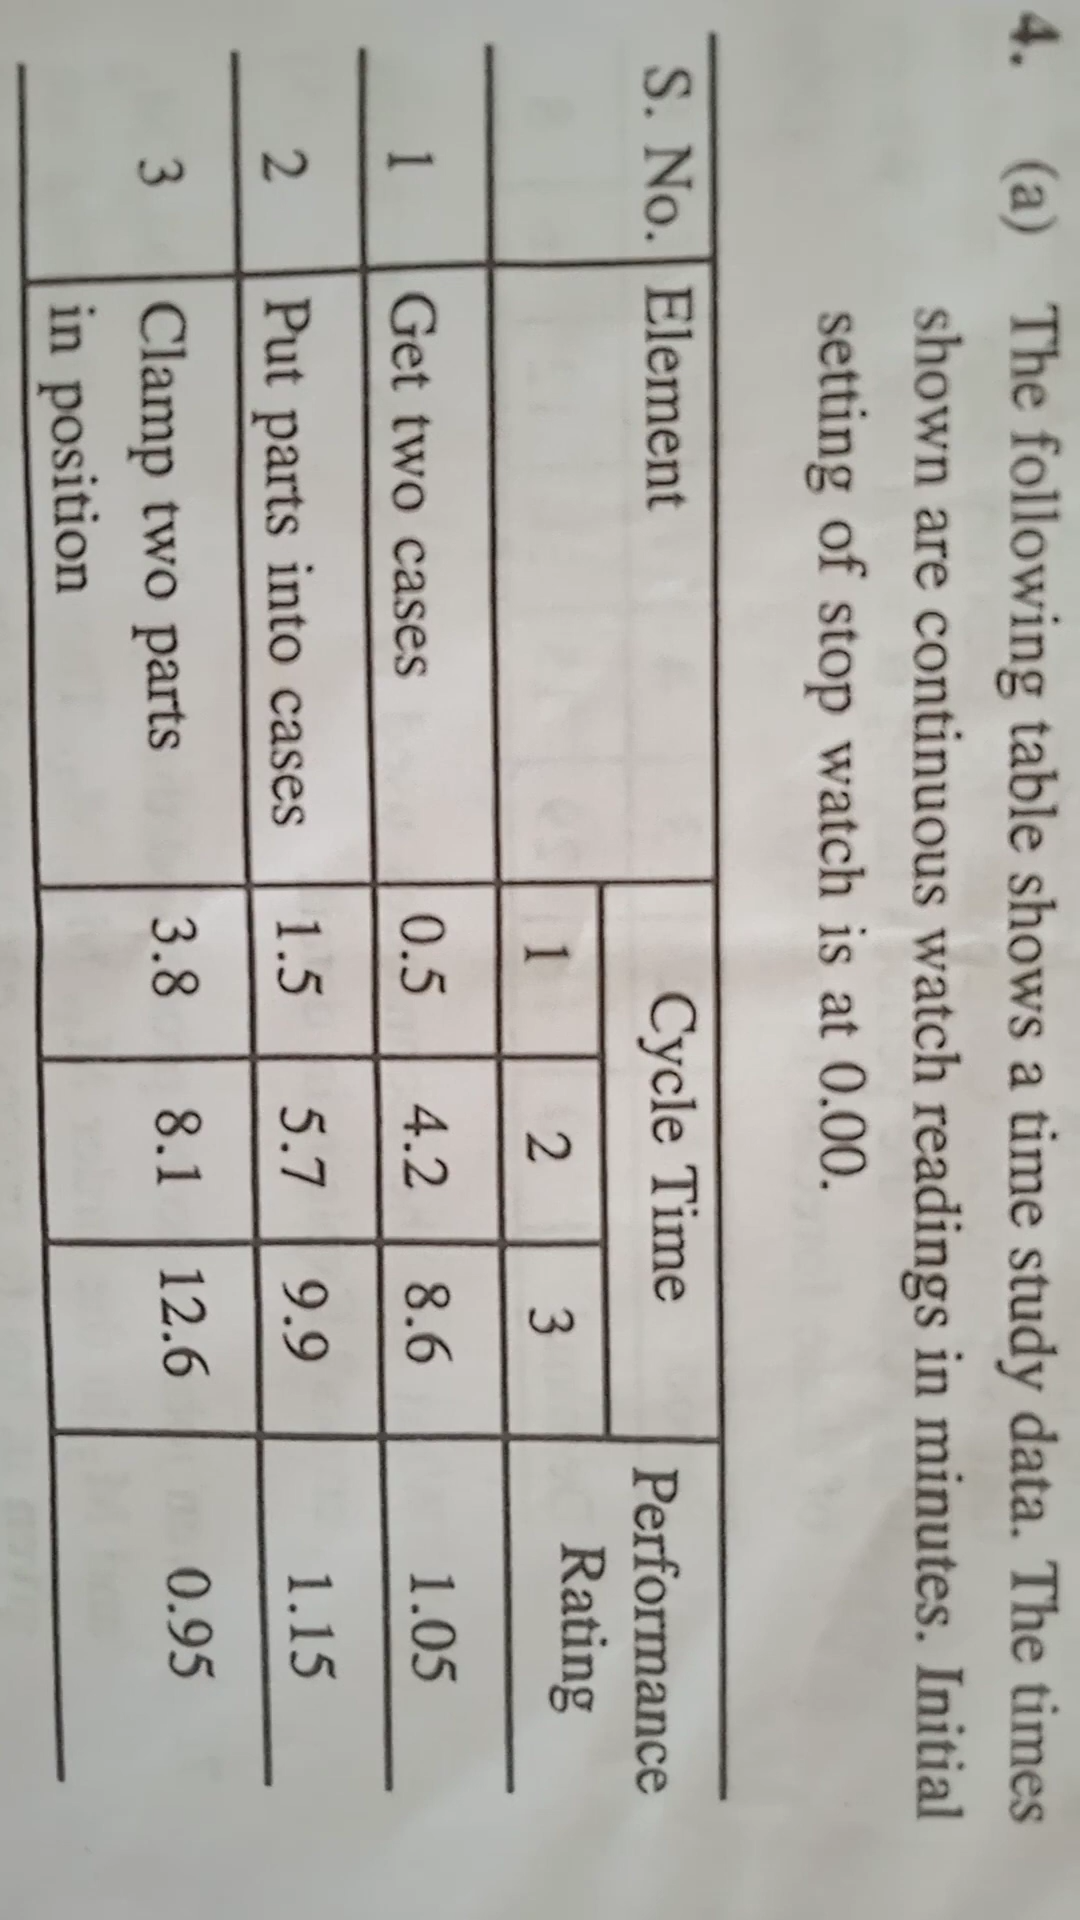 4. (a) The following table shows a time study data. The times
shown are continuous watch readings in minutes. Initial
setting of stop watch is at 0.00.
S. No. Element Cycle Time Performance
1 2 3 Rating
1 Get two cases 0.5 4.2 8.6 1.05
2 Put parts into cases 1.5 5.7 9.9 1.15
3 Clamp two parts 3.8 8.1 12.6 0.95
in position